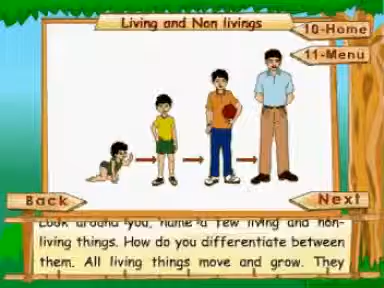 Living and Non livings
10-Home
11-Menu
Back
Next
Look around you, name a few living and non-
living things. How do you differentiate between
them. All living things move and grow. They